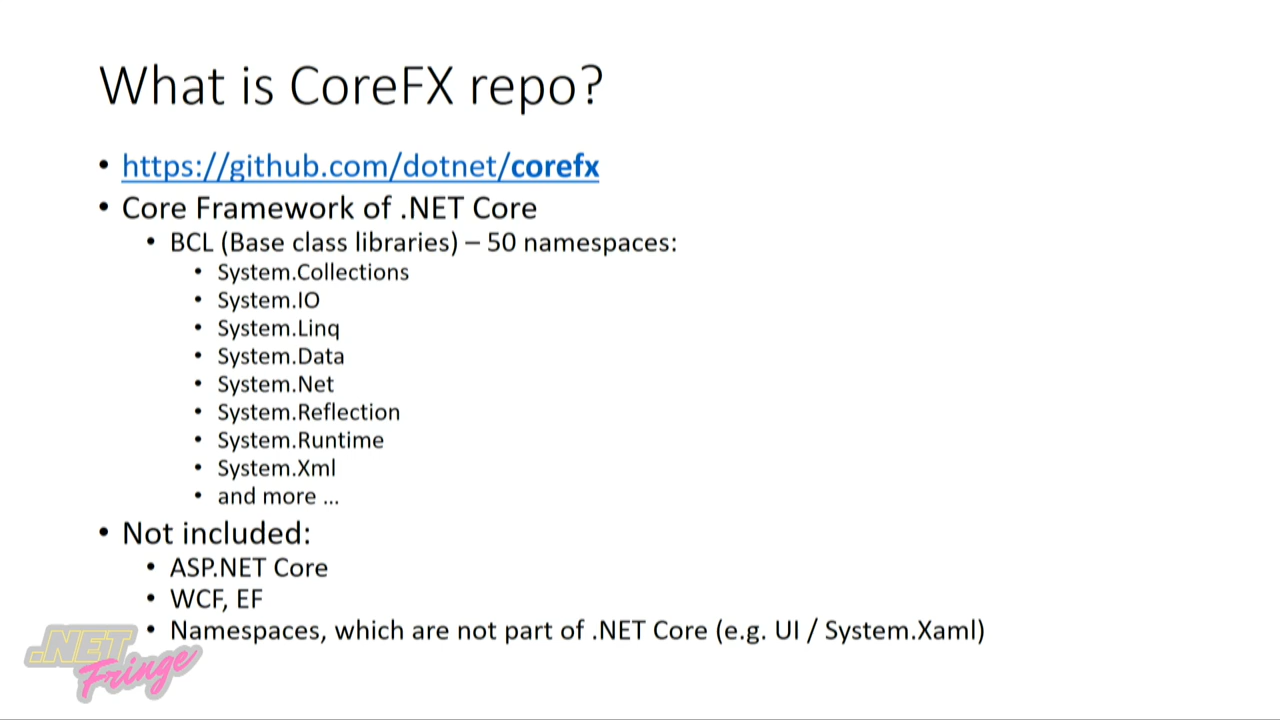 What is CoreFX repo?
• https://github.com/dotnet/corefx
• Core Framework of .NET Core
• BCL (Base class libraries) – 50 namespaces:
• System.Collections
• System.IO
• System.Linq
• System.Data
• System.Net
• System.Reflection
• System.Runtime
• System.Xml
• and more ...
• Not included:
• ASP.NET Core
• WCF, EF
• Namespaces, which are not part of .NET Core (e.g. UI / System.Xaml)
.NET
Fringe